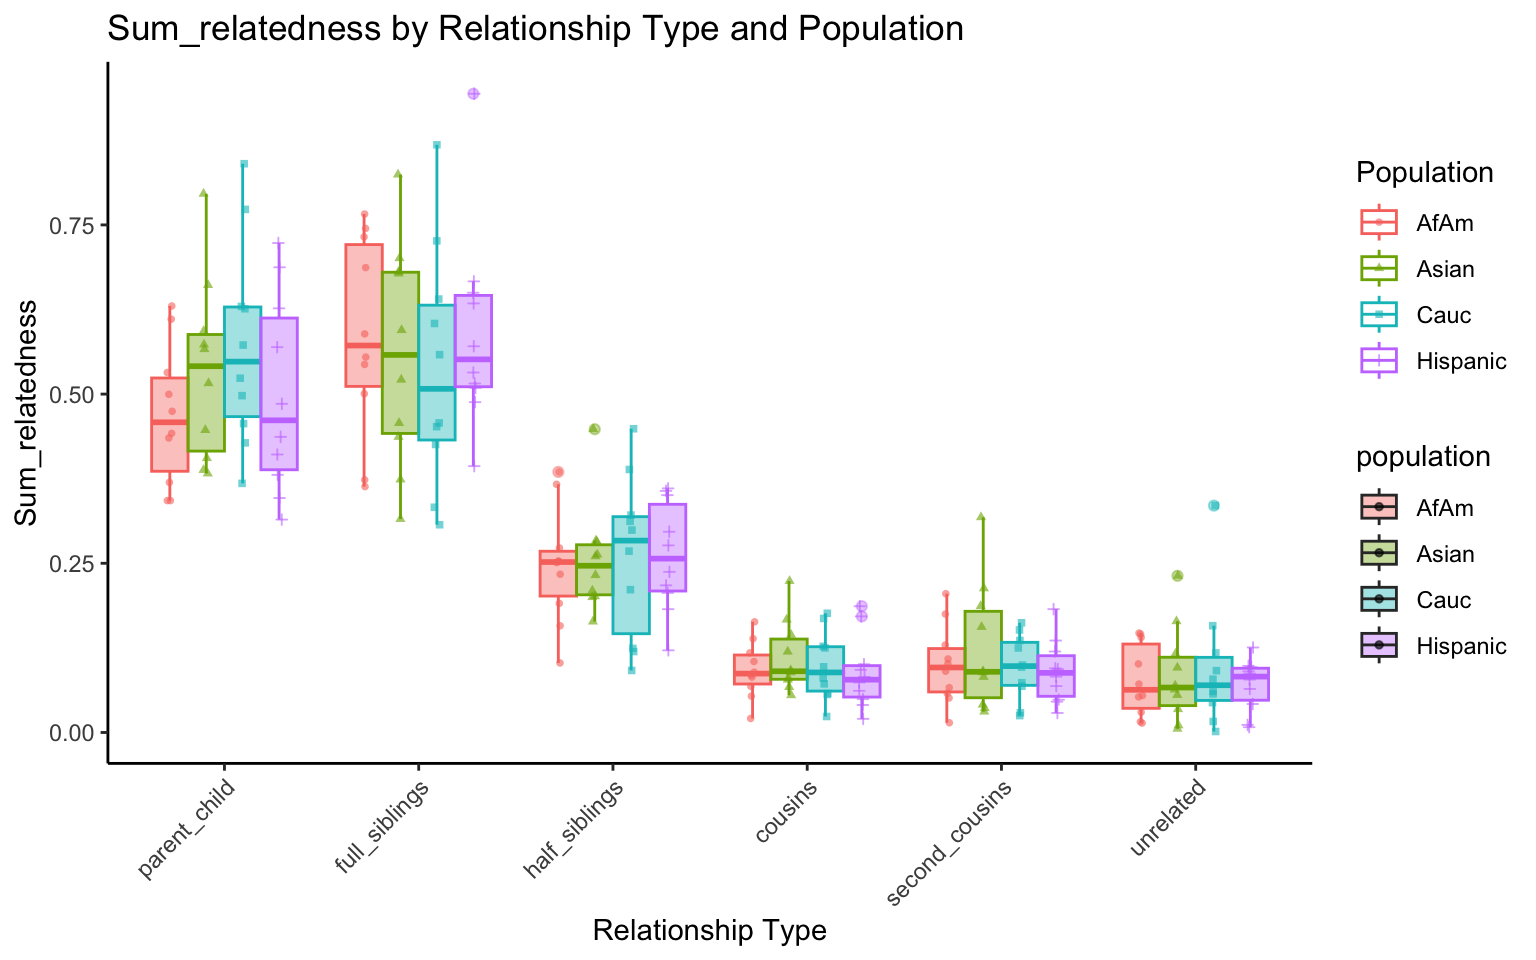 Sum_relatedness by Relationship Type and Population
Sum_relatedness
0.75
0.50
0.25
0.00
parent_child
full_siblings
half_siblings
cousins
second_cousins
unrelated
Relationship Type
Population
AfAm
Asian
Cauc
Hispanic
population
AfAm
Asian
Cauc
Hispanic